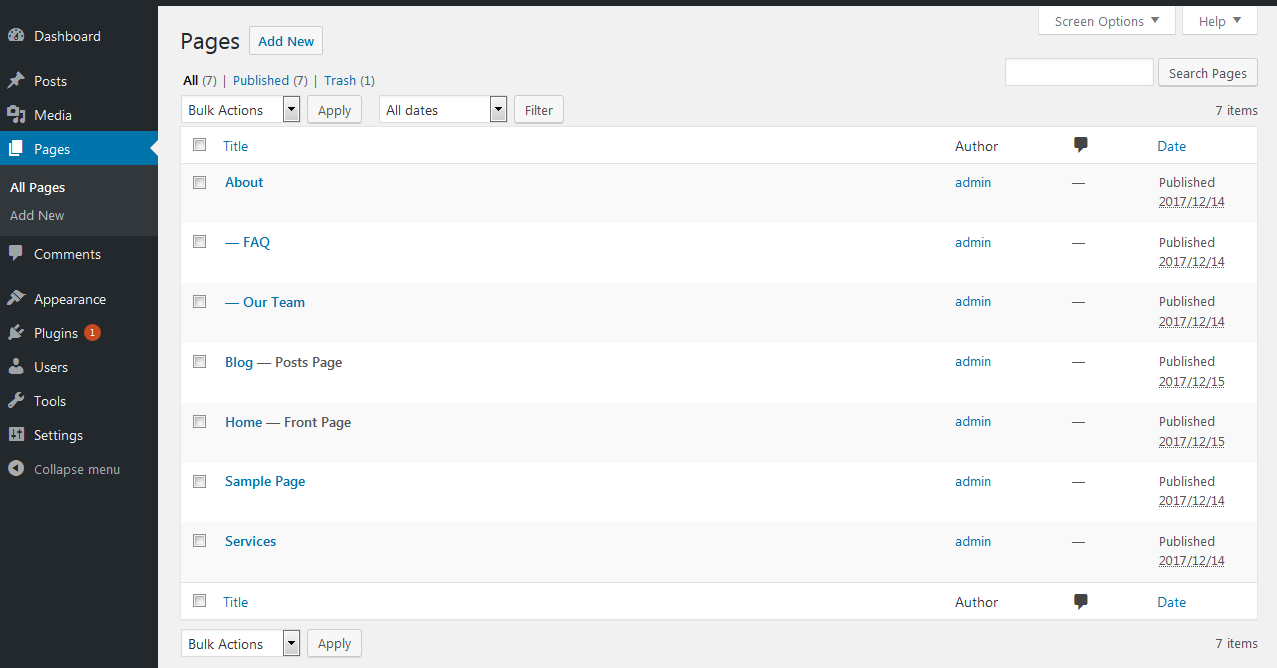 Dashboard
Posts
Media
Pages
All Pages
Add New
Comments
Appearance
Plugins 1
Users
Tools
Settings
Collapse menu
Screen Options Help
Pages Add New
All (7) | Published (7) | Trash (1)
Search Pages
Bulk Actions Apply All dates Filter 7 items
Title Author Date
About admin — Published
2017/12/14
— FAQ admin — Published
2017/12/14
— Our Team admin — Published
2017/12/14
Blog — Posts Page admin — Published
2017/12/15
Home — Front Page admin — Published
2017/12/15
Sample Page admin — Published
2017/12/14
Services admin — Published
2017/12/14
Title Author Date
Bulk Actions Apply 7 items